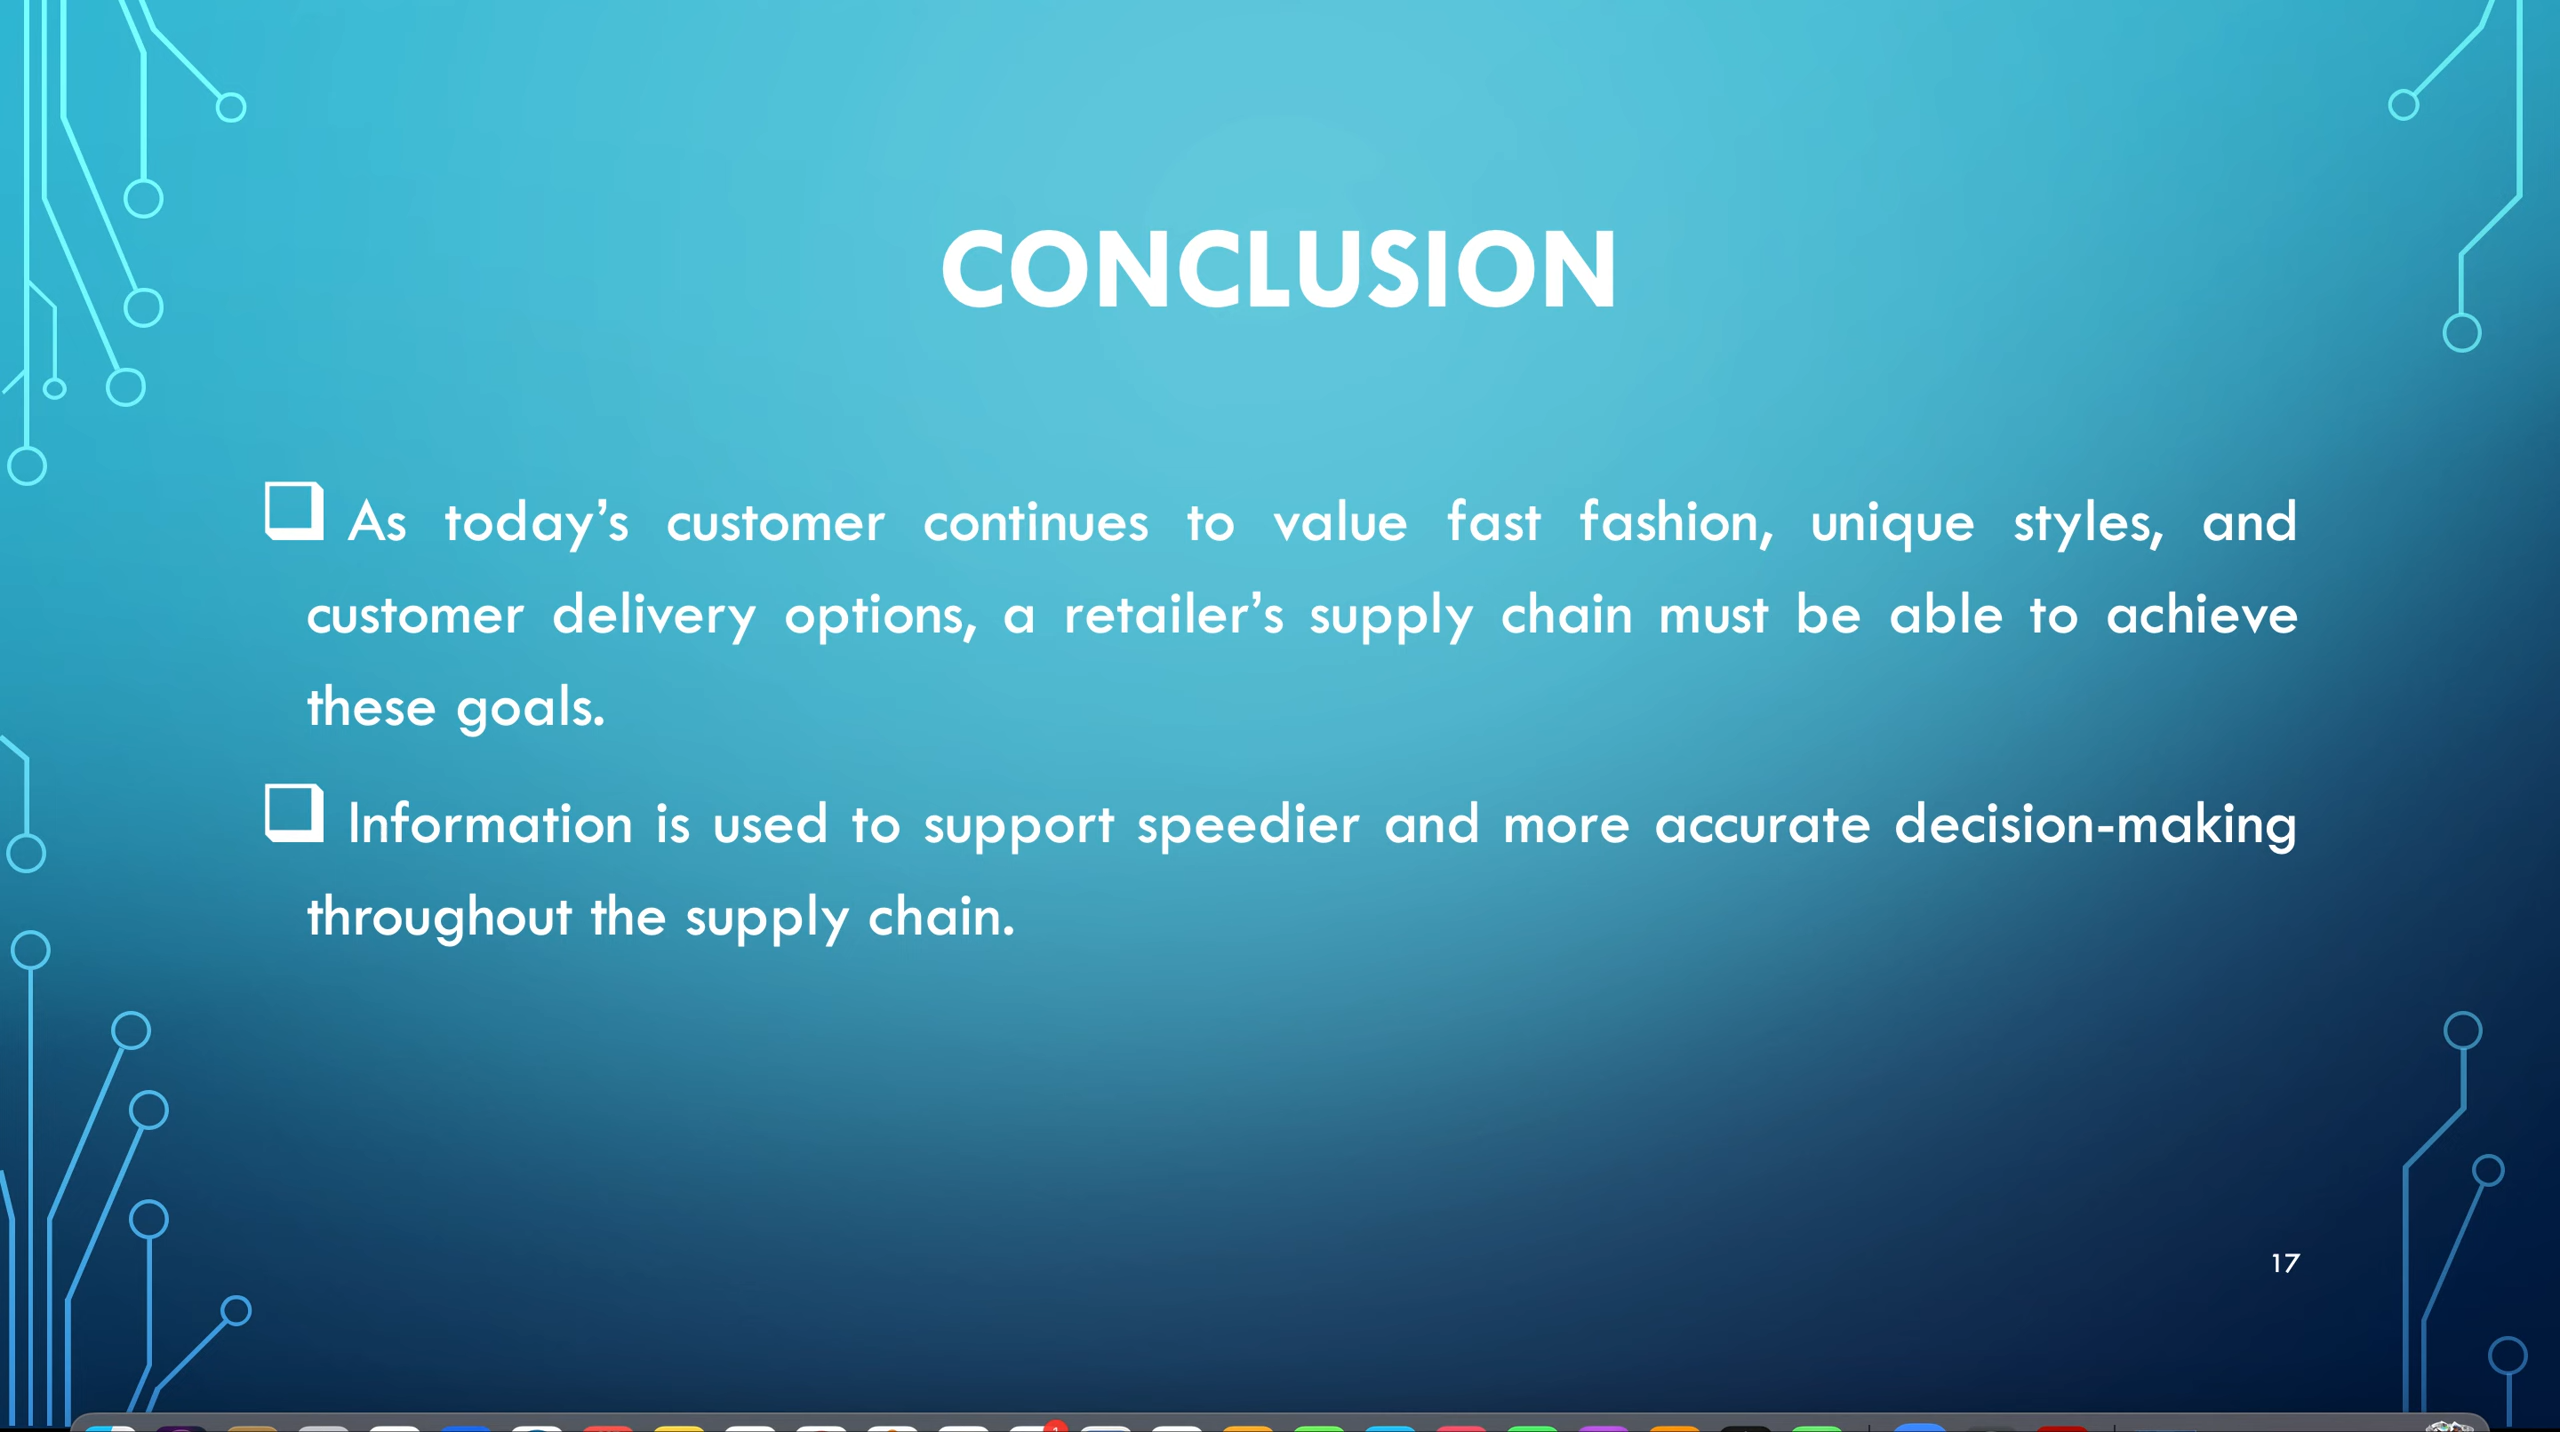 CONCLUSION
❑ As today’s customer continues to value fast fashion, unique styles, and
customer delivery options, a retailer’s supply chain must be able to achieve
these goals.
❑ Information is used to support speedier and more accurate decision-making
throughout the supply chain.
17